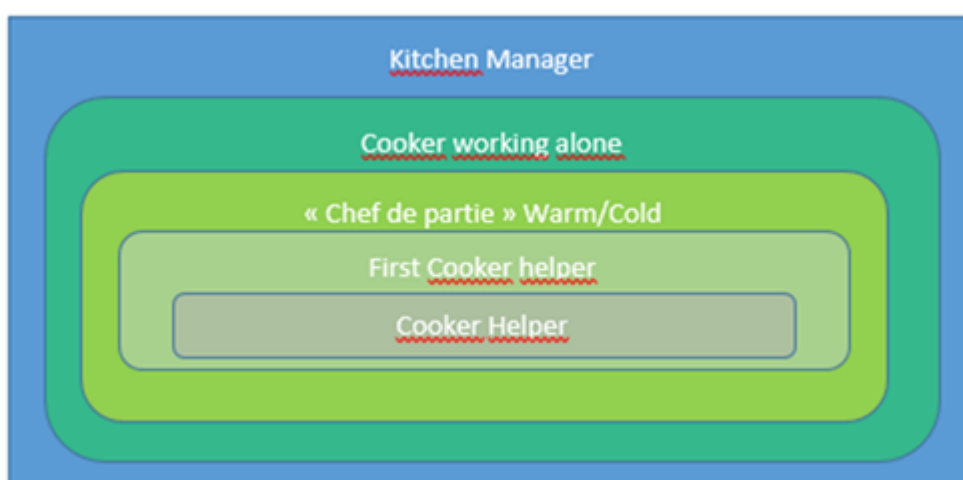 Kitchen Manager
Cooker working alone
« Chef de partie » Warm/Cold
First Cooker helper
Cooker Helper